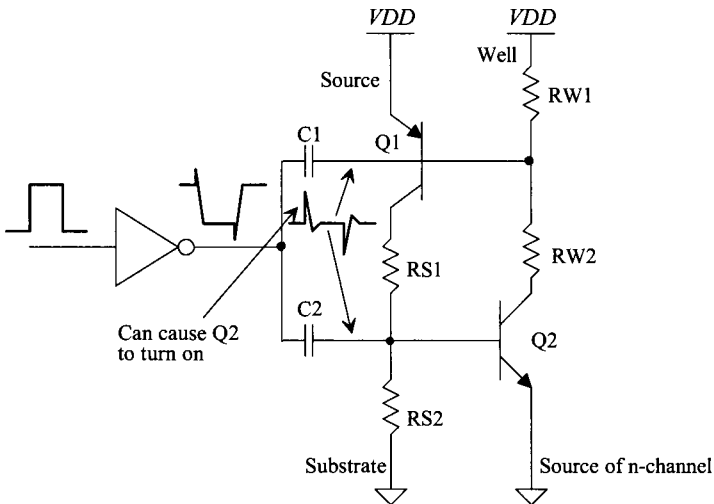 VDD
VDD
Well
Source
RW1
C1
Q1
RS1
RW2
C2
Can cause Q2
to turn on
Q2
RS2
Substrate
Source of n-channel